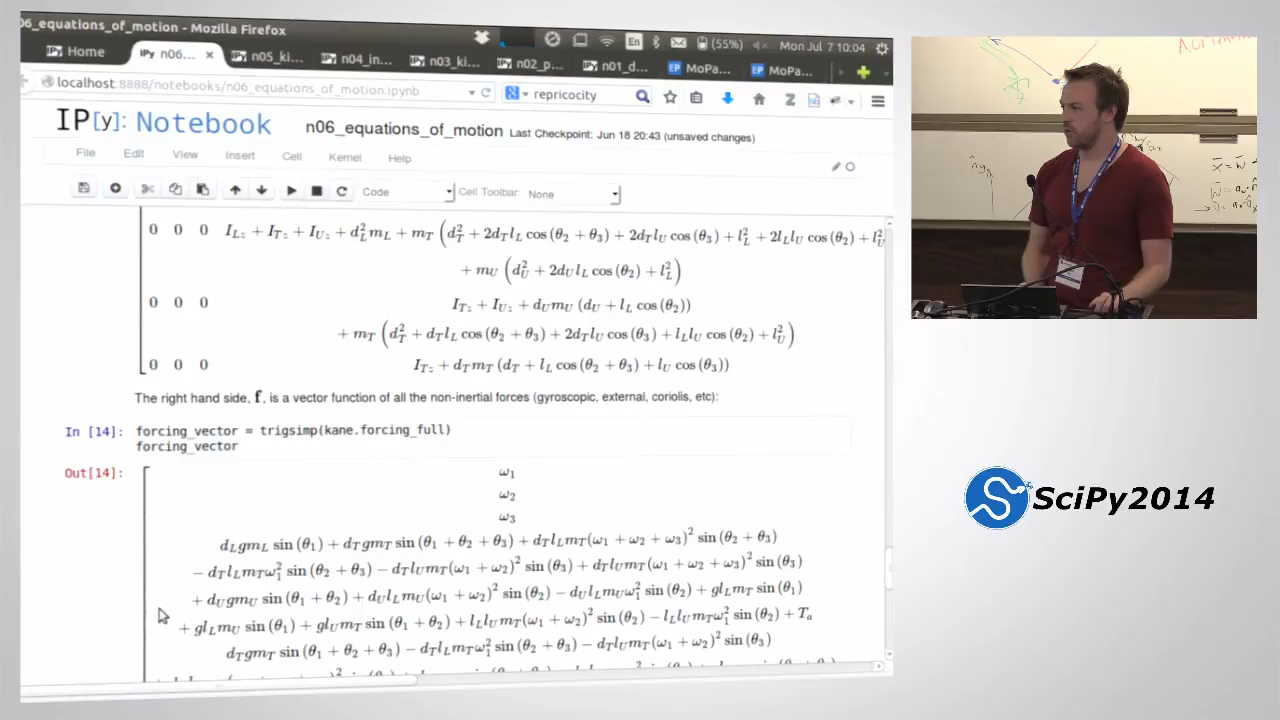 06_equations_of_motion - Mozilla Firefox
En (55%) Mon Jul 7 10:04
IPy Home IPy n06... × IPy n05_ki... IPy n04_in... IPy n03_ki... IPy n02_p... IPy n01_d... EP MoPa... EP MoPa...
localhost:8888/notebooks/n06_equations_of_motion.ipynb
repricocity
IP[y]: Notebook n06_equations_of_motion Last Checkpoint: Jun 18 20:43 (unsaved changes)
File Edit View Insert Cell Kernel Help
Code Cell Toolbar: None
0 0 0 I_{Lz} + I_{Tz} + I_{Uz} + d_L^2 m_L + m_T (d_T^2 + 2d_T l_L cos(θ_2 + θ_3) + 2d_T l_U cos(θ_3) + l_L^2 + 2l_L l_U cos(θ_2) + l_U^2
+ m_U (d_U^2 + 2d_U l_L cos(θ_2) + l_L^2)
0 0 0 I_{Tz} + I_{Uz} + d_U m_U (d_U + l_L cos(θ_2))
+ m_T (d_T^2 + d_T l_L cos(θ_2 + θ_3) + 2d_T l_U cos(θ_3) + l_L l_U cos(θ_2) + l_U^2)
0 0 0 I_{Tz} + d_T m_T (d_T + l_L cos(θ_2 + θ_3) + l_U cos(θ_3))
The right hand side, f, is a vector function of all the non-inertial forces (gyroscopic, external, coriolis, etc):
In [14]: forcing_vector = trigsimp(kane.forcing_full)
forcing_vector
Out[14]:
ω_1
ω_2
ω_3
d_L g m_L sin(θ_1) + d_T g m_T sin(θ_1 + θ_2 + θ_3) + d_T l_L m_T (ω_1 + ω_2 + ω_3)^2 sin(θ_2 + θ_3)
− d_T l_L m_T ω_1^2 sin(θ_2 + θ_3) − d_T l_U m_T (ω_1 + ω_2)^2 sin(θ_3) + d_T l_U m_T (ω_1 + ω_2 + ω_3)^2 sin(θ_3)
+ d_U g m_U sin(θ_1 + θ_2) + d_U l_L m_U (ω_1 + ω_2)^2 sin(θ_2) − d_U l_L m_U ω_1^2 sin(θ_2) + g l_L m_T sin(θ_1)
+ g l_L m_U sin(θ_1) + g l_U m_T sin(θ_1 + θ_2) + l_L l_U m_T (ω_1 + ω_2)^2 sin(θ_2) − l_L l_U m_T ω_1^2 sin(θ_2) + T_a
d_T g m_T sin(θ_1 + θ_2 + θ_3) − d_T l_L m_T ω_1^2 sin(θ_2 + θ_3) − d_T l_U m_T (ω_1 + ω_2)^2 sin(θ_3)
SciPy2014